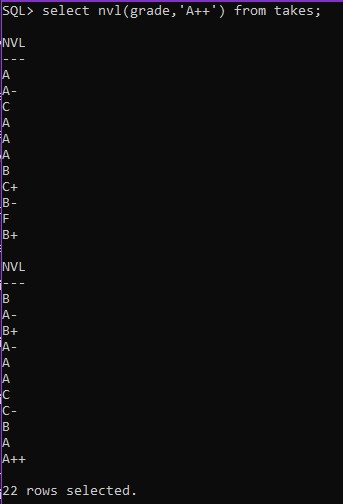 SQL> select nvl(grade,'A++') from takes;
NVL
---
A
A-
C
A
A
A
B
C+
B-
F
B+
NVL
---
B
A-
B+
A-
A
A
C
C-
B
A
A++
22 rows selected.